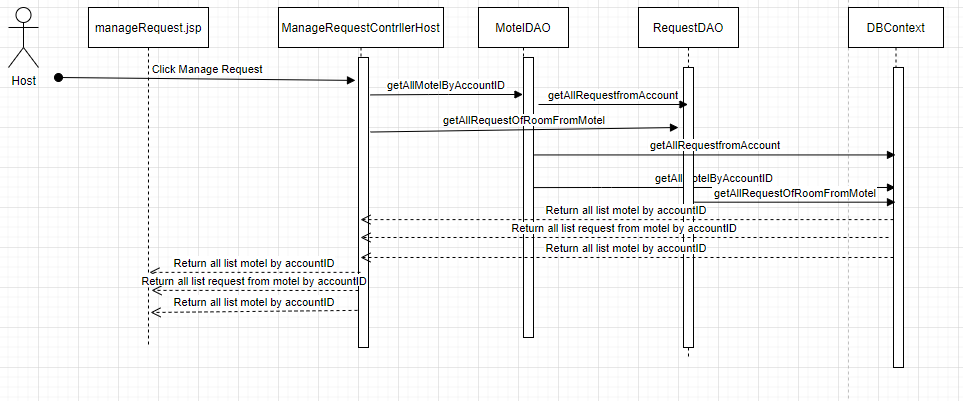 manageRequest.jsp
ManageRequestContrllerHost
MotelDAO
RequestDAO
DBContext
Host
Click Manage Request
getAllMotelByAccountID
getAllRequestfromAccount
getAllRequestOfRoomFromMotel
getAllRequestfromAccount
getAllMotelByAccountID
getAllRequestOfRoomFromMotel
Return all list motel by accountID
Return all list request from motel by accountID
Return all list motel by accountID
Return all list motel by accountID
Return all list request from motel by accountID
Return all list motel by accountID